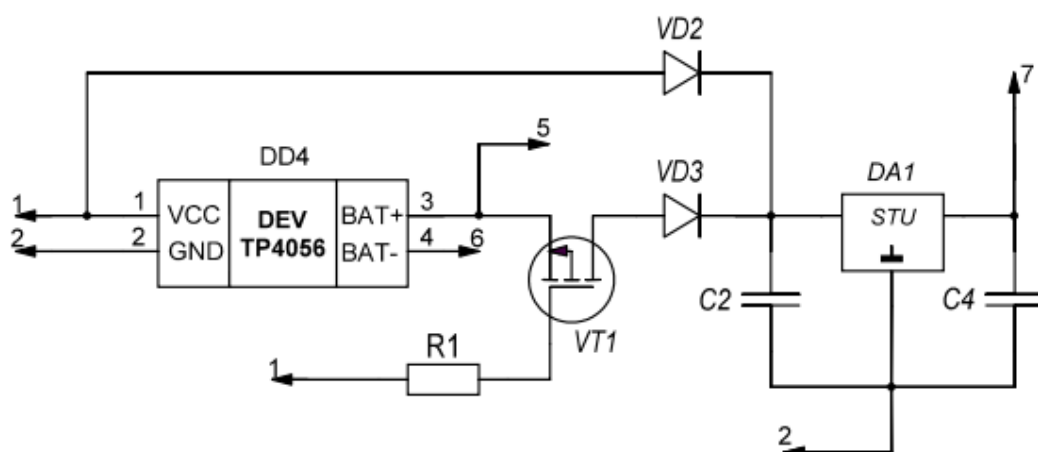 VD2
7
5
DD4
VD3
DA1
1 1 VCC DEV BAT+ 3 STU
2 2 GND TP4056 BAT- 4 6
C2 C4
VT1
R1
1
2